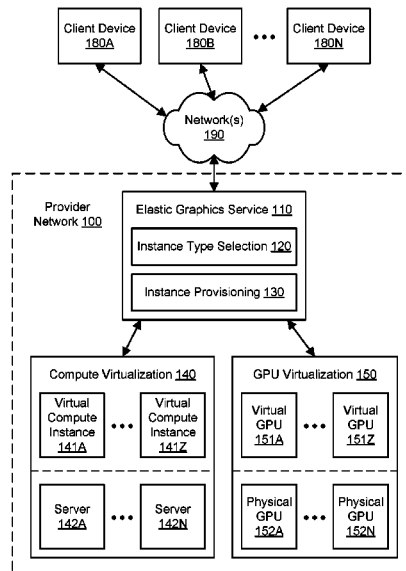 Client Device
180A
Client Device
180B
Client Device
180N
Network(s)
190
Provider
Network 100
Elastic Graphics Service 110
Instance Type Selection 120
Instance Provisioning 130
Compute Virtualization 140
Virtual
Compute
Instance
141A
Virtual
Compute
Instance
141Z
Server
142A
Server
142N
GPU Virtualization 150
Virtual
GPU
151A
Virtual
GPU
151Z
Physical
GPU
152A
Physical
GPU
152N